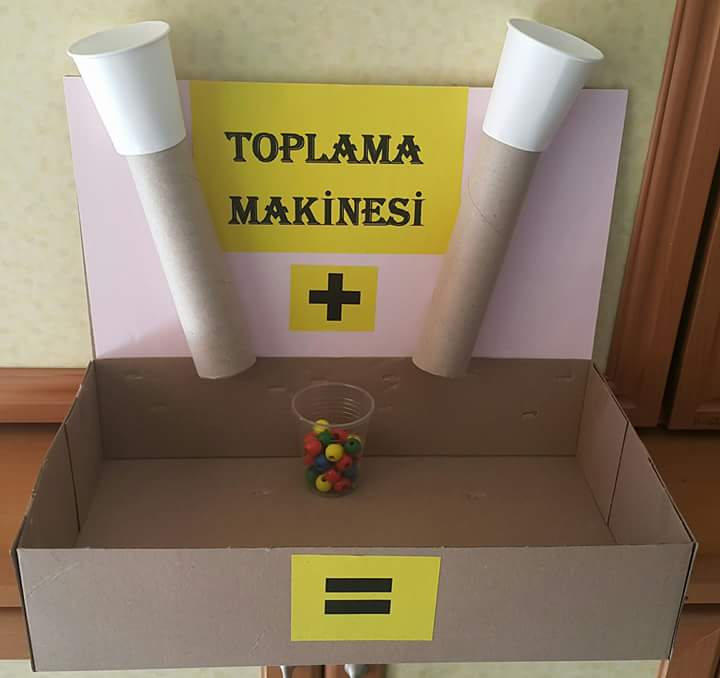 TOPLAMA
MAKİNESİ
+
=